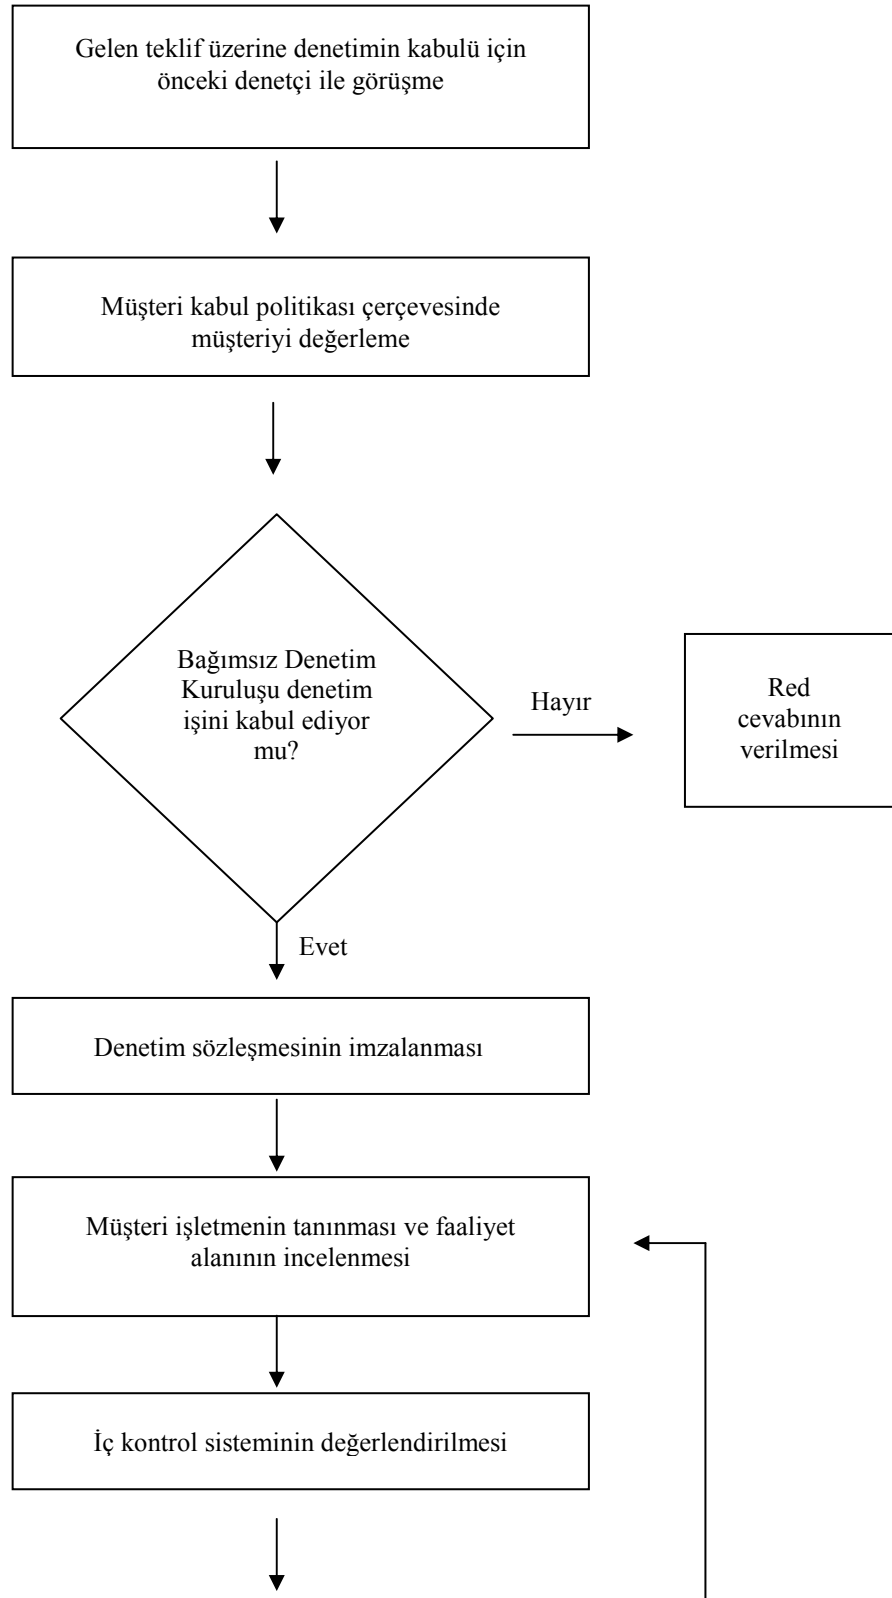 Gelen teklif üzerine denetimin kabulü için
önceki denetçi ile görüşme
Müşteri kabul politikası çerçevesinde
müşteriyi değerleme
Bağımsız Denetim
Kuruluşu denetim
işini kabul ediyor
mu?
Hayır
Red
cevabının
verilmesi
Evet
Denetim sözleşmesinin imzalanması
Müşteri işletmenin tanınması ve faaliyet
alanının incelenmesi
İç kontrol sisteminin değerlendirilmesi